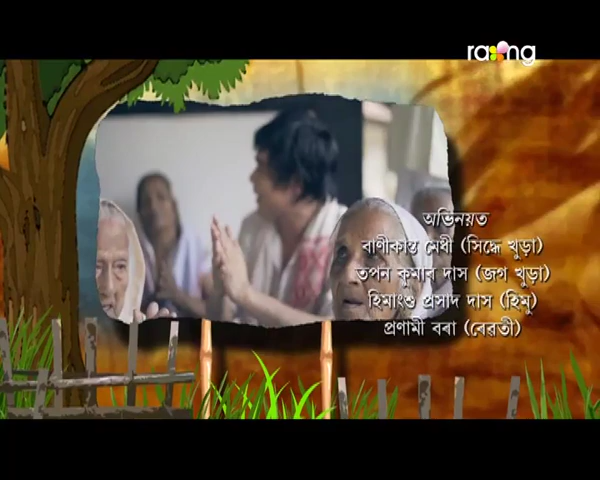 rang
অভিনয়ত
বাণীকান্ত মেধী (সিদ্ধে খুড়া)
তপন কুমাৰ দাস (জগ খুড়া)
হিমাংশু প্ৰসাদ দাস (হিমু)
প্ৰণামী বৰা (ৰেৱতী)